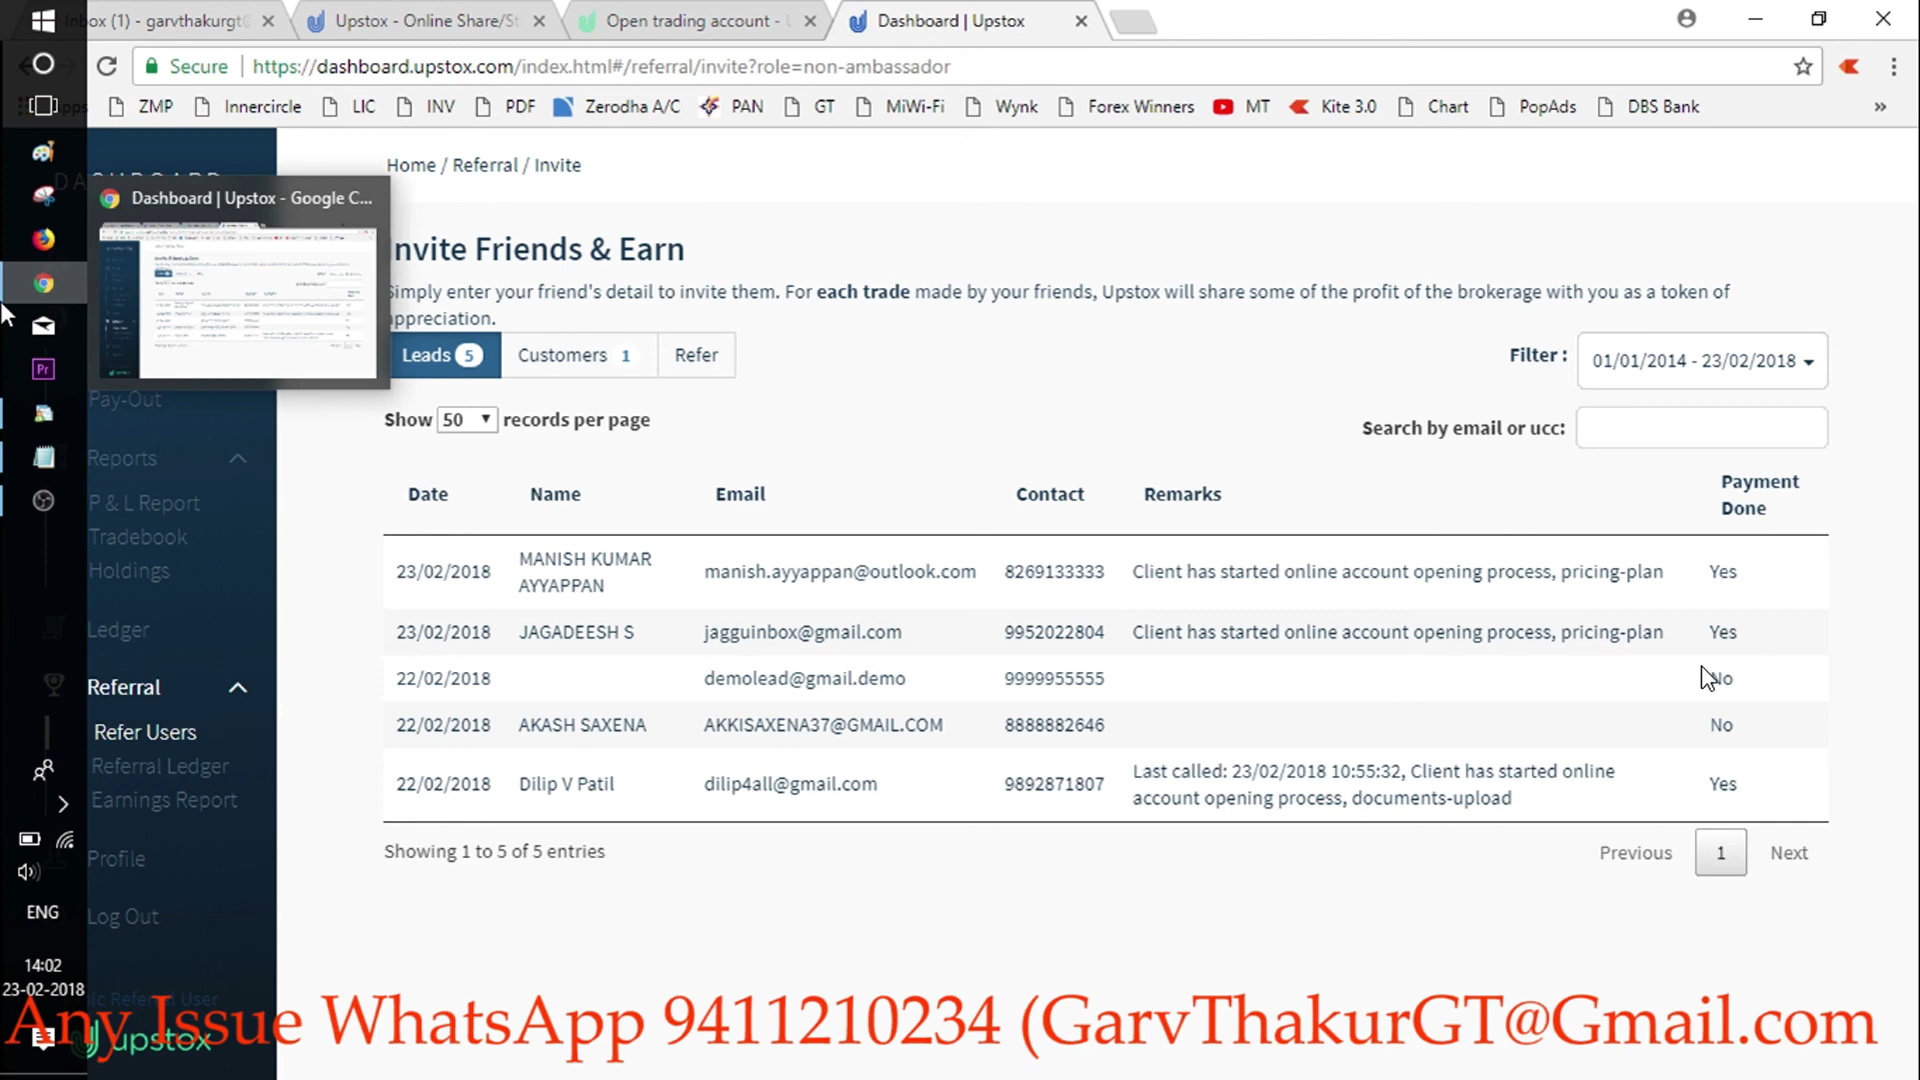 Inbox (1) - garvthakurgt@
Upstox - Online Share/St
Open trading account - U
Dashboard | Upstox
Secure
https://dashboard.upstox.com/index.html#/referral/invite?role=non-ambassador
Apps
ZMP
Innercircle
LIC
INV
PDF
Zerodha A/C
PAN
GT
MiWi-Fi
Wynk
Forex Winners
MT
Kite 3.0
Chart
PopAds
DBS Bank
»
DASHBOARD
Dashboard | Upstox - Google C...
Pr
Pay-Out
Reports
P & L Report
Tradebook
Holdings
Ledger
Referral
Refer Users
Referral Ledger
Earnings Report
Profile
Log Out
ENG
14:02
23-02-2018
upstox
Home / Referral / Invite
Invite Friends & Earn
Simply enter your friend's detail to invite them. For each trade made by your friends, Upstox will share some of the profit of the brokerage with you as a token of
appreciation.
Leads 5 Customers 1 Refer
Filter : 01/01/2014 - 23/02/2018
Show 50 records per page
Search by email or ucc:
Date Name Email Contact Remarks Payment
Done
23/02/2018 MANISH KUMAR
AYYAPPAN manish.ayyappan@outlook.com 8269133333 Client has started online account opening process, pricing-plan Yes
23/02/2018 JAGADEESH S jagguinbox@gmail.com 9952022804 Client has started online account opening process, pricing-plan Yes
22/02/2018 demolead@gmail.demo 9999955555 No
22/02/2018 AKASH SAXENA AKKISAXENA37@GMAIL.COM 8888882646 No
22/02/2018 Dilip V Patil dilip4all@gmail.com 9892871807 Last called: 23/02/2018 10:55:32, Client has started online
account opening process, documents-upload Yes
Showing 1 to 5 of 5 entries
Previous 1 Next
Any Issue WhatsApp 9411210234 (GarvThakurGT@Gmail.com